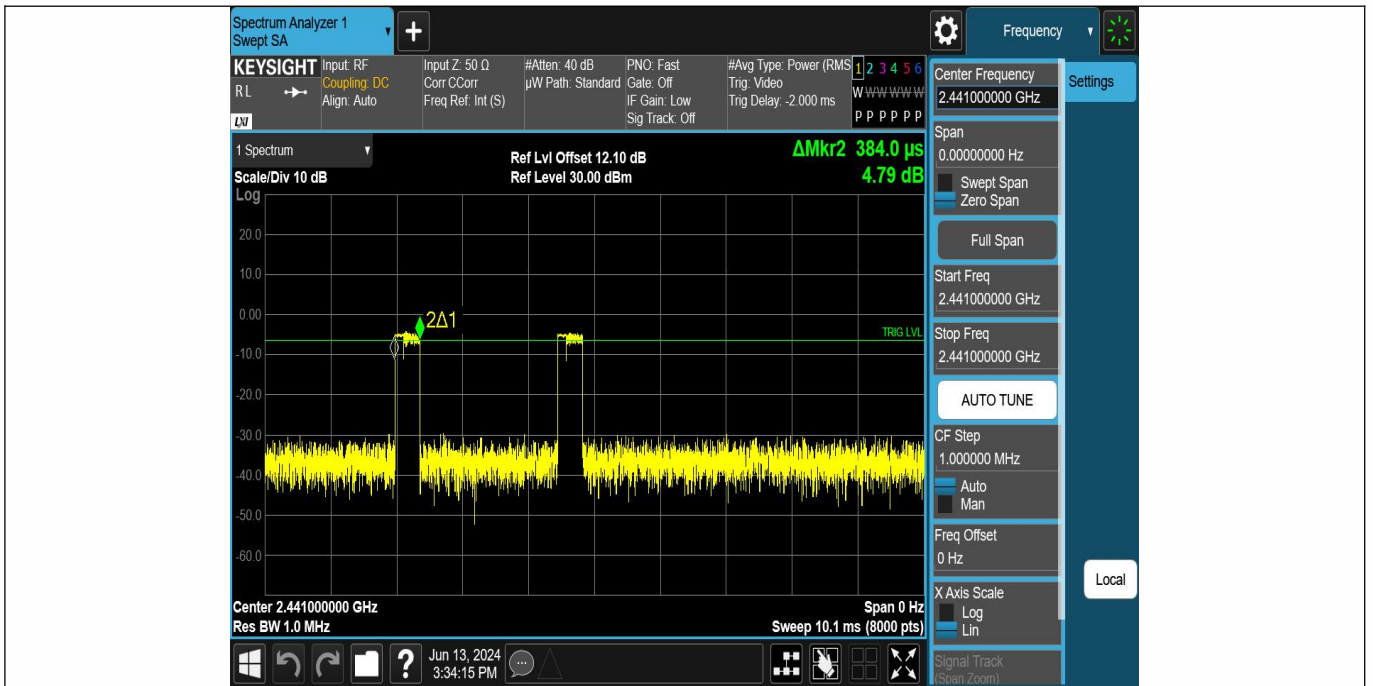 Spectrum Analyzer 1
Swept SA
Frequency
KEYSIGHT
RL
LXI
Input: RF
Coupling: DC
Align: Auto
Input Z: 50 Ω
Corr CCorr
Freq Ref: Int (S)
#Atten: 40 dB
µW Path: Standard
PNO: Fast
Gate: Off
IF Gain: Low
Sig Track: Off
#Avg Type: Power (RMS
Trig: Video
Trig Delay: -2.000 ms
1 2 3 4 5 6
W W W W W W
P P P P P P
1 Spectrum
Scale/Div 10 dB
Log
Ref Lvl Offset 12.10 dB
Ref Level 30.00 dBm
ΔMkr2 384.0 µs
4.79 dB
20.0
10.0
0.00
-10.0
-20.0
-30.0
-40.0
-50.0
-60.0
2Δ1
TRIG LVL
Center 2.441000000 GHz
Res BW 1.0 MHz
Span 0 Hz
Sweep 10.1 ms (8000 pts)
Jun 13, 2024
3:34:15 PM
Center Frequency
2.441000000 GHz
Settings
Span
0.00000000 Hz
Swept Span
Zero Span
Full Span
Start Freq
2.441000000 GHz
Stop Freq
2.441000000 GHz
AUTO TUNE
CF Step
1.000000 MHz
Auto
Man
Freq Offset
0 Hz
X Axis Scale
Log
Lin
Signal Track
(Span Zoom)
Local